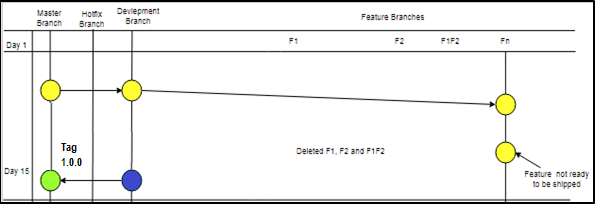 Master
Branch
Hotfix
Branch
Devlepment
Branch
Feature Branches
Day 1
F1
F2
F1F2
Fn
Tag
1.0.0
Deleted F1, F2 and F1F2
Day 15
Feature not ready
to be shipped